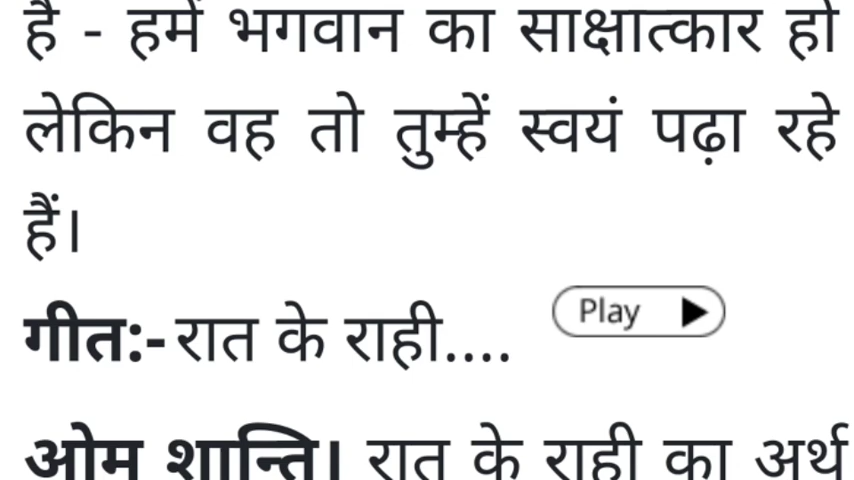 है - हमें भगवान का साक्षात्कार हो
लेकिन वह तो तुम्हें स्वयं पढ़ा रहे
हैं।
गीत:- रात के राही.... Play
ओम शान्ति। रात के राही का अर्थ